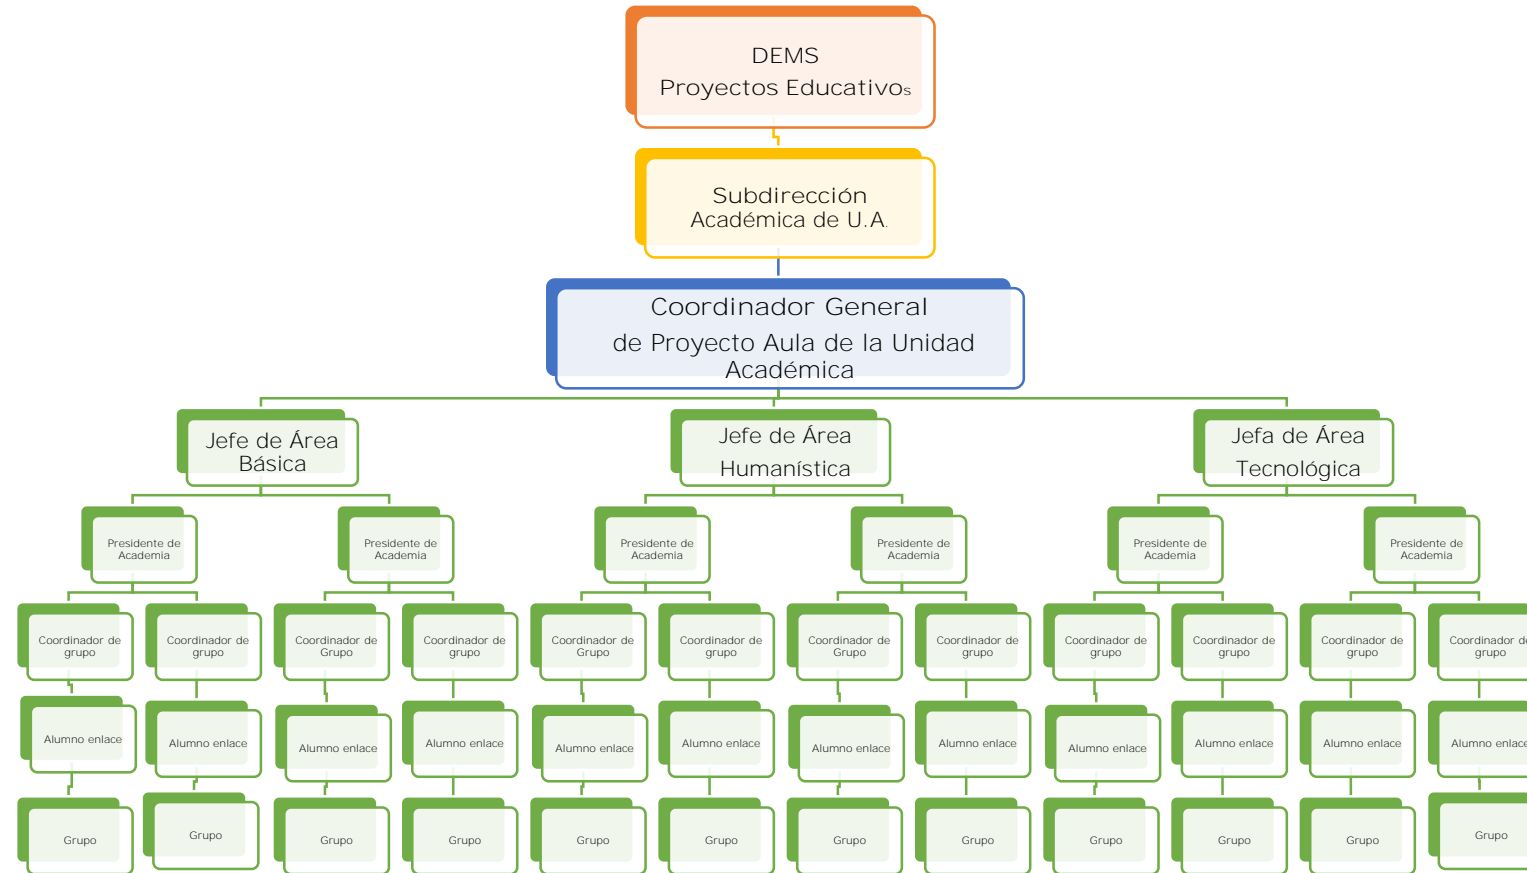 DEMS
Proyectos Educativos
Subdirección
Académica de U.A.
Coordinador General
de Proyecto Aula de la Unidad
Académica
Jefe de Área
Básica
Jefe de Área
Humanística
Jefa de Área
Tecnológica
Presidente de
Academia
Presidente de
Academia
Presidente de
Academia
Presidente de
Academia
Presidente de
Academia
Presidente de
Academia
Coordinador de
grupo
Coordinador de
grupo
Coordinador de
Grupo
Coordinador de
grupo
Coordinador de
Grupo
Coordinador de
grupo
Coordinador de
Grupo
Coordinador de
grupo
Coordinador de
grupo
Coordinador de
grupo
Coordinador de
grupo
Coordinador de
grupo
Alumno enlace
Alumno enlace
Alumno enlace
Alumno enlace
Alumno enlace
Alumno enlace
Alumno enlace
Alumno enlace
Alumno enlace
Alumno enlace
Alumno enlace
Alumno enlace
Grupo
Grupo
Grupo
Grupo
Grupo
Grupo
Grupo
Grupo
Grupo
Grupo
Grupo
Grupo